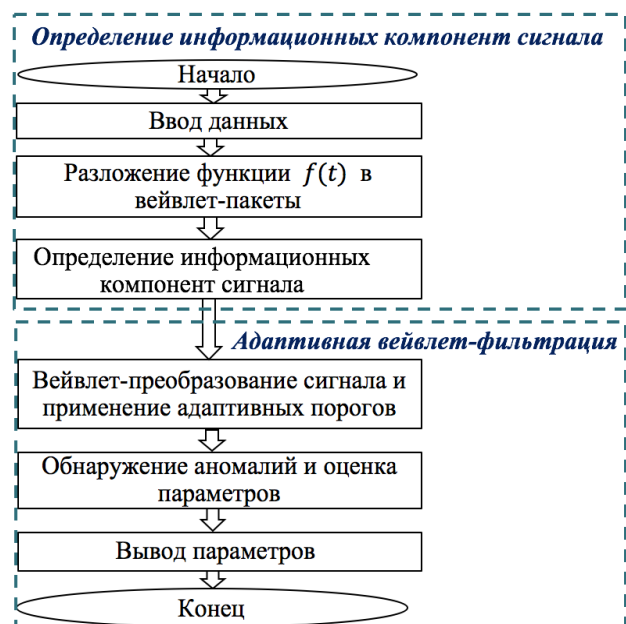 Определение информационных компонент сигнала
Начало
Ввод данных
Разложение функции f(t) в
вейвлет-пакеты
Определение информационных
компонент сигнала
Адаптивная вейвлет-фильтрация
Вейвлет-преобразование сигнала и
применение адаптивных порогов
Обнаружение аномалий и оценка
параметров
Вывод параметров
Конец